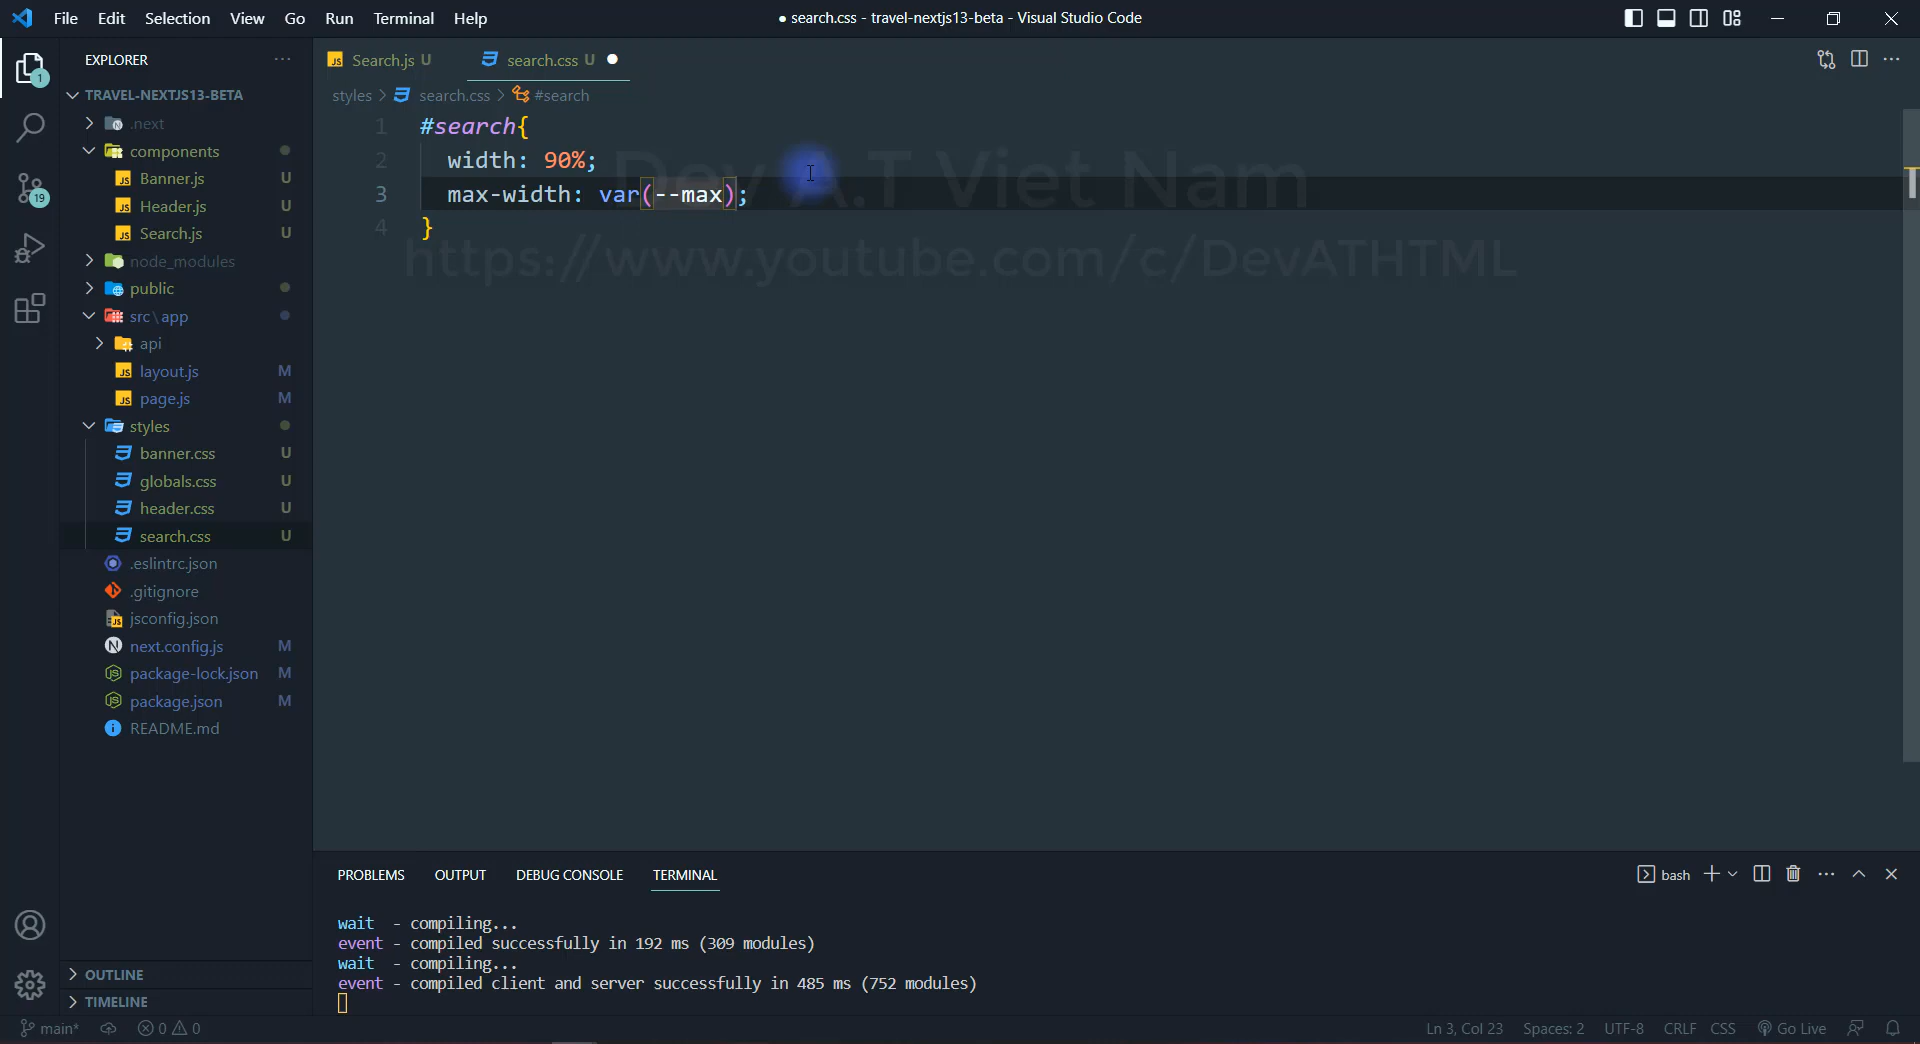 File Edit Selection View Go Run Terminal Help
● search.css - travel-nextjs13-beta - Visual Studio Code
EXPLORER
TRAVEL-NEXTJS13-BETA
.next
components
Banner.js U
Header.js U
Search.js U
node_modules
public
src\app
api
layout.js M
page.js M
styles
banner.css U
globals.css U
header.css U
search.css U
.eslintrc.json
.gitignore
jsconfig.json
next.config.js M
package-lock.json M
package.json M
README.md
OUTLINE
TIMELINE
1
19
Search.js U
search.css U
styles > search.css > #search
1 #search{
2 width: 90%;
3 max-width: var(--max);
4 }
Dev A.T Viet Nam
https://www.youtube.com/c/DevATHTML
PROBLEMS OUTPUT DEBUG CONSOLE TERMINAL
bash
wait - compiling...
event - compiled successfully in 192 ms (309 modules)
wait - compiling...
event - compiled client and server successfully in 485 ms (752 modules)
main* 0 0
Ln 3, Col 23 Spaces: 2 UTF-8 CRLF CSS Go Live